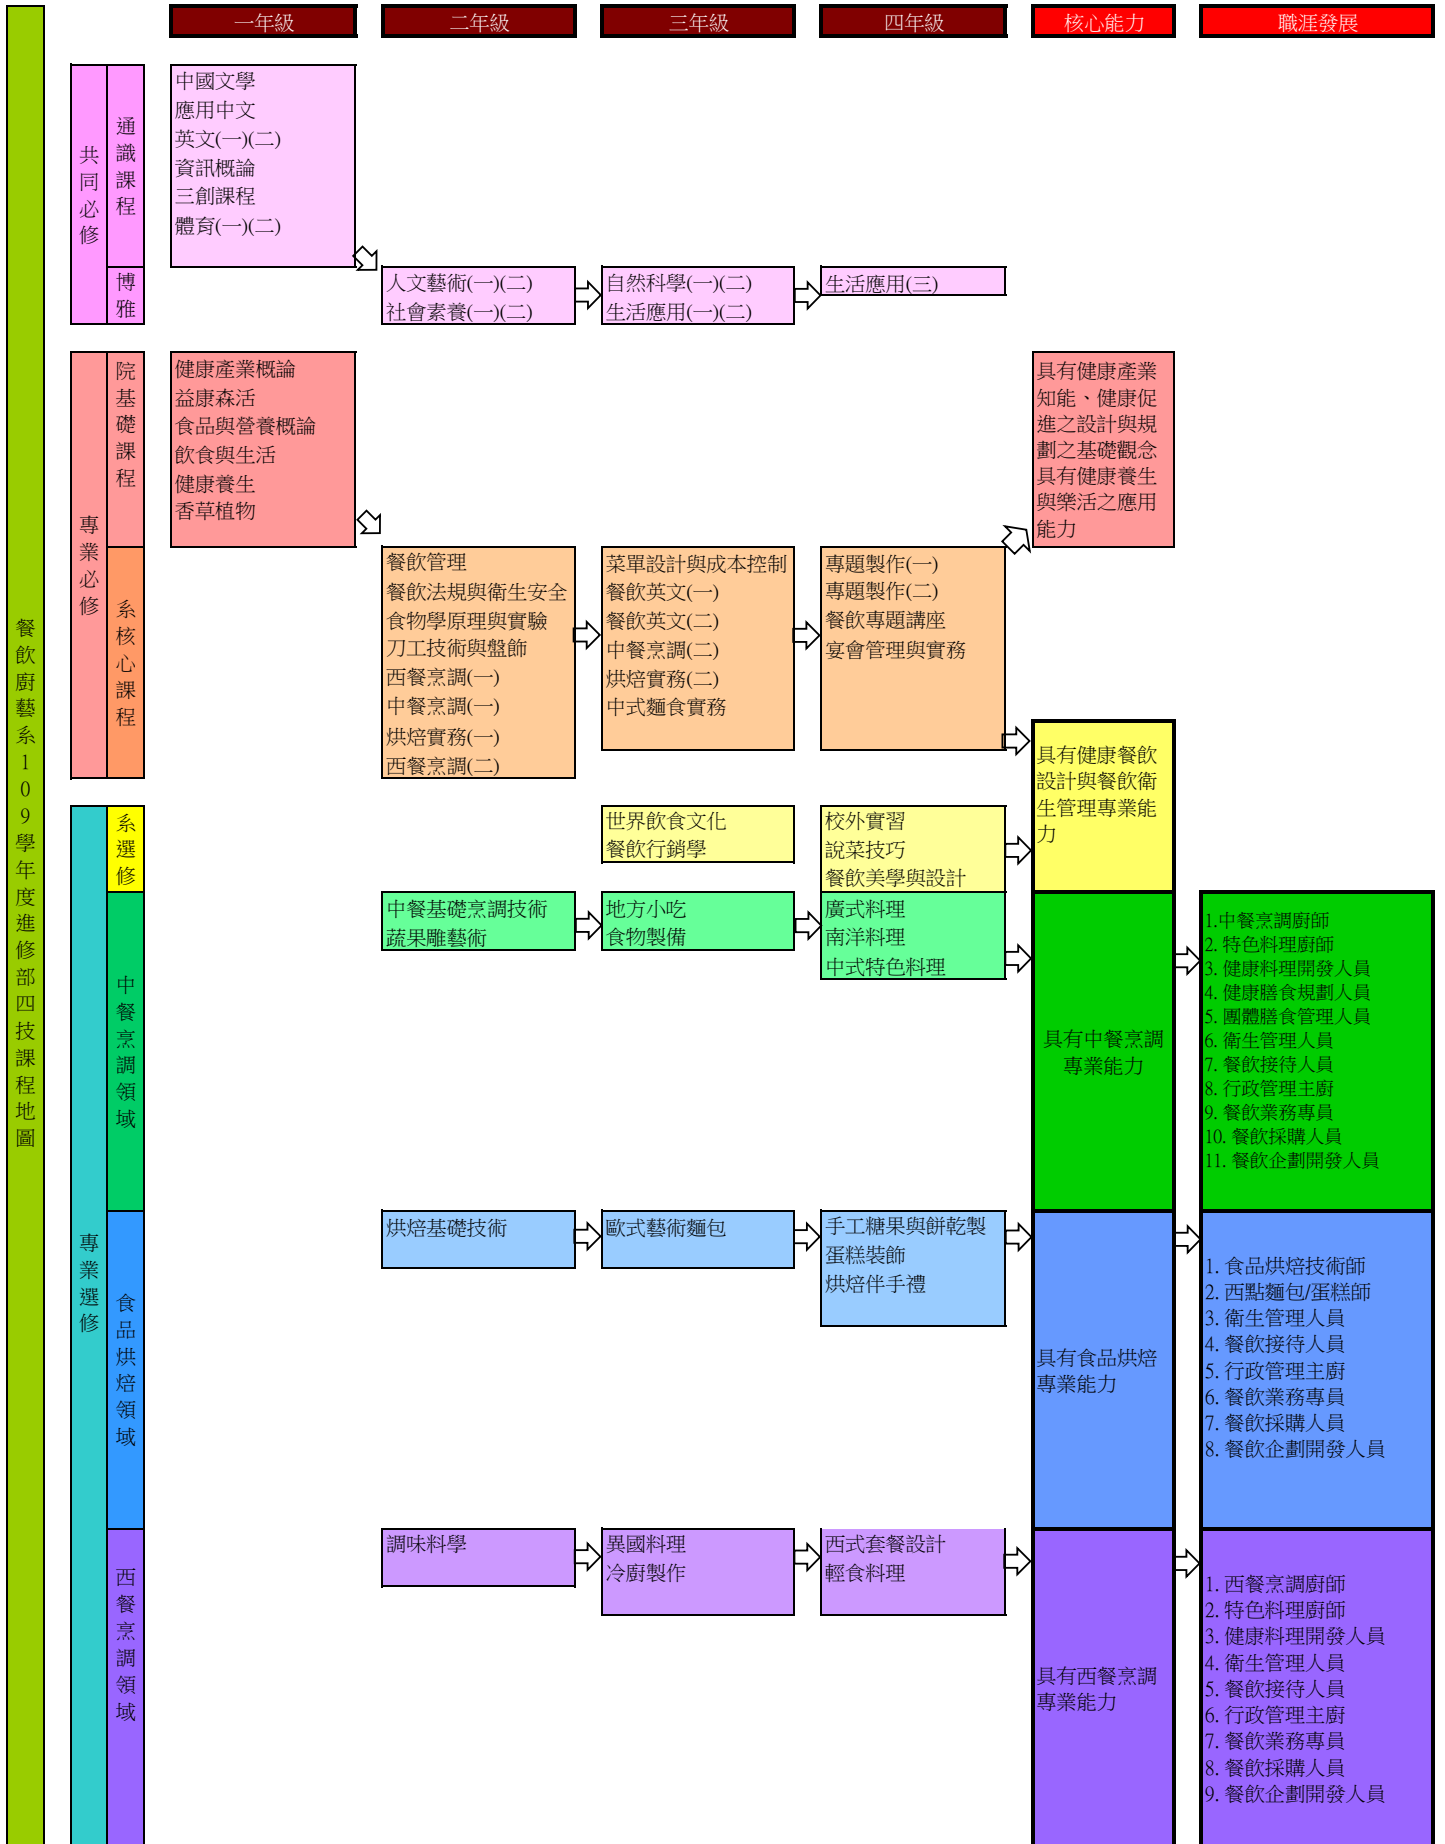 餐飲廚藝系109學年度進修部四技課程地圖
一年級
二年級
三年級
四年級
核心能力
職涯發展
共同必修
通識課程
中國文學
應用中文
英文(一)(二)
資訊概論
三創課程
體育(一)(二)
博雅
人文藝術(一)(二)
社會素養(一)(二)
自然科學(一)(二)
生活應用(一)(二)
生活應用(三)
專業必修
院基礎課程
健康產業概論
益康森活
食品與營養概論
飲食與生活
健康養生
香草植物
具有健康產業
知能、健康促
進之設計與規
劃之基礎觀念
具有健康養生
與樂活之應用
能力
系核心課程
餐飲管理
餐飲法規與衛生安全
食物學原理與實驗
刀工技術與盤飾
西餐烹調(一)
中餐烹調(一)
烘焙實務(一)
西餐烹調(二)
菜單設計與成本控制
餐飲英文(一)
餐飲英文(二)
中餐烹調(二)
烘焙實務(二)
中式麵食實務
專題製作(一)
專題製作(二)
餐飲專題講座
宴會管理與實務
具有健康餐飲
設計與餐飲衛
生管理專業能
力
專業選修
系選修
世界飲食文化
餐飲行銷學
校外實習
說菜技巧
餐飲美學與設計
中餐烹調領域
中餐基礎烹調技術
蔬果雕藝術
地方小吃
食物製備
廣式料理
南洋料理
中式特色料理
具有中餐烹調
專業能力
1.中餐烹調廚師
2. 特色料理廚師
3. 健康料理開發人員
4. 健康膳食規劃人員
5. 團體膳食管理人員
6. 衛生管理人員
7. 餐飲接待人員
8. 行政管理主廚
9. 餐飲業務專員
10. 餐飲採購人員
11. 餐飲企劃開發人員
食品烘焙領域
烘焙基礎技術
歐式藝術麵包
手工糖果與餅乾製
蛋糕裝飾
烘焙伴手禮
具有食品烘焙
專業能力
1. 食品烘焙技術師
2. 西點麵包/蛋糕師
3. 衛生管理人員
4. 餐飲接待人員
5. 行政管理主廚
6. 餐飲業務專員
7. 餐飲採購人員
8. 餐飲企劃開發人員
西餐烹調領域
調味料學
異國料理
冷廚製作
西式套餐設計
輕食料理
具有西餐烹調
專業能力
1. 西餐烹調廚師
2. 特色料理廚師
3. 健康料理開發人員
4. 衛生管理人員
5. 餐飲接待人員
6. 行政管理主廚
7. 餐飲業務專員
8. 餐飲採購人員
9. 餐飲企劃開發人員